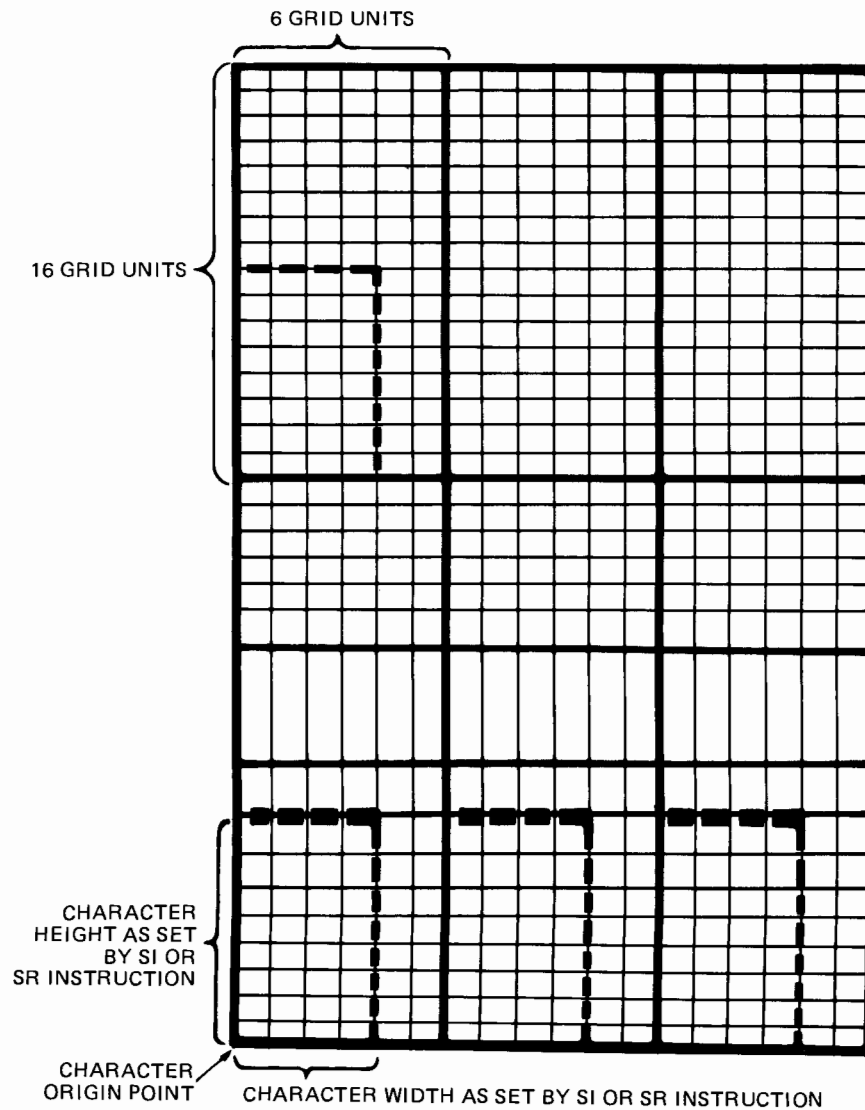 6 GRID UNITS
16 GRID UNITS
CHARACTER
HEIGHT AS SET
BY SI OR
SR INSTRUCTION
CHARACTER
ORIGIN POINT
CHARACTER WIDTH AS SET BY SI OR SR INSTRUCTION